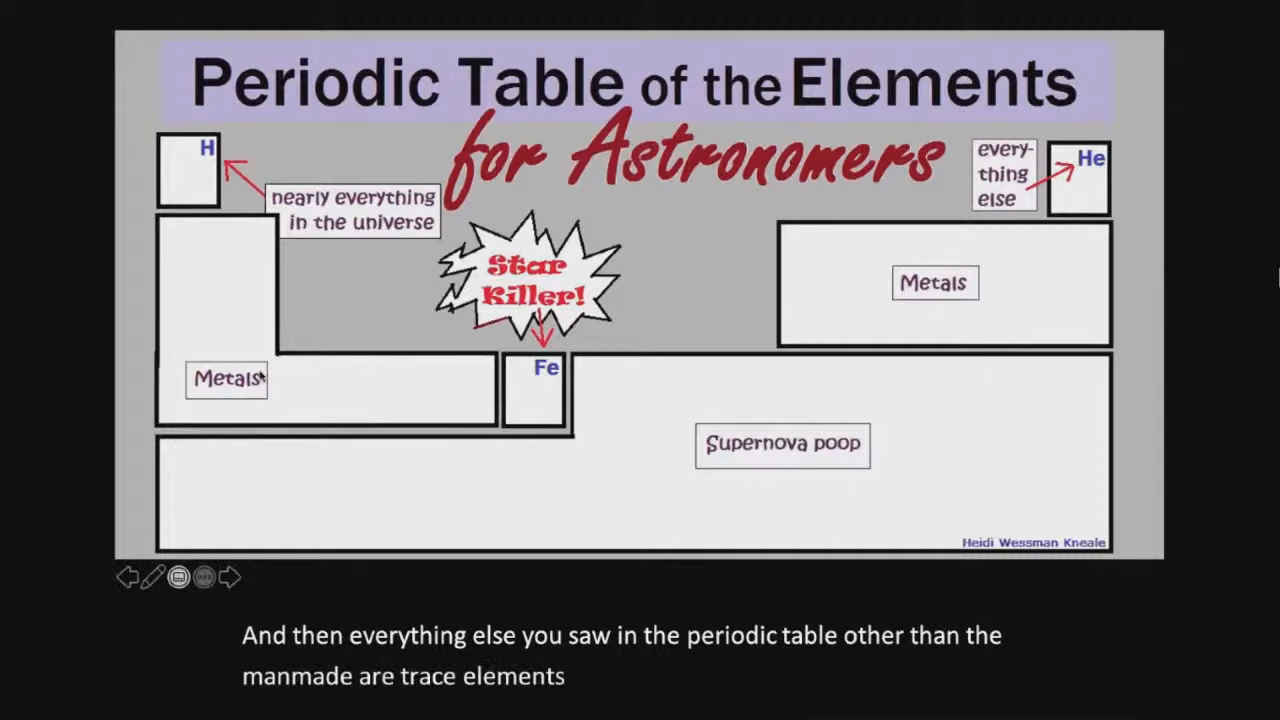 Periodic Table of the Elements
for Astronomers
H
nearly everything
in the universe
every-
thing
else
He
Star
Killer!
Metals
Metals
Fe
Supernova poop
Heidi Wessman Kneale
And then everything else you saw in the periodic table other than the
manmade are trace elements